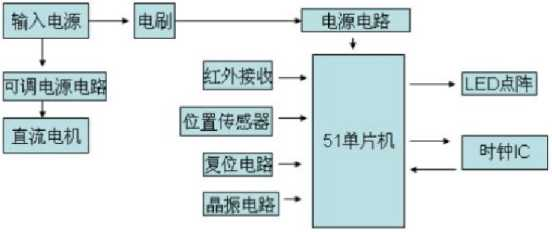 输入电源
电刷
电源电路
可调电源电路
直流电机
红外接收
位置传感器
复位电路
晶振电路
51单片机
LED点阵
时钟IC